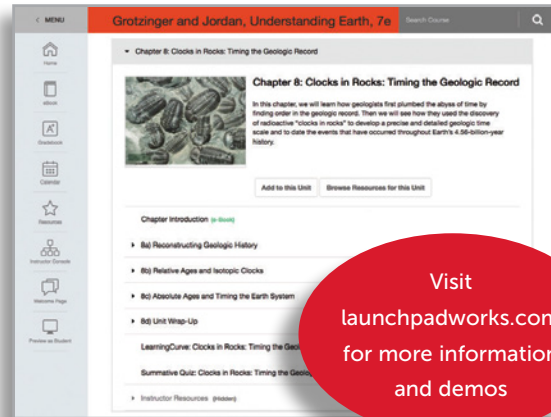 < MENU
Grotzinger and Jordan, Understanding Earth, 7e
Search Course
Home
eBook
Gradebook
Calendar
Resources
Instructor Console
Welcome Page
Preview as Student
Chapter 8: Clocks in Rocks: Timing the Geologic Record
Chapter 8: Clocks in Rocks: Timing the Geologic Record
In this chapter, we will learn how geologists first plumbed the abyss of time by
finding order in the geologic record. Then we will see how they used the discovery
of radioactive "clocks in rocks" to develop a precise and detailed geologic time
scale and to date the events that have occurred throughout Earth's 4.56-billion-year
history.
Add to this Unit
Browse Resources for this Unit
Chapter Introduction (e-Book)
8a) Reconstructing Geologic History
8b) Relative Ages and Isotopic Clocks
8c) Absolute Ages and Timing the Earth System
8d) Unit Wrap-Up
LearningCurve: Clocks in Rocks: Timing the Geol
Summative Quiz: Clocks in Rocks: Timing the Geolog
Instructor Resources (Hidden)
Visit
launchpadworks.com
for more information
and demos